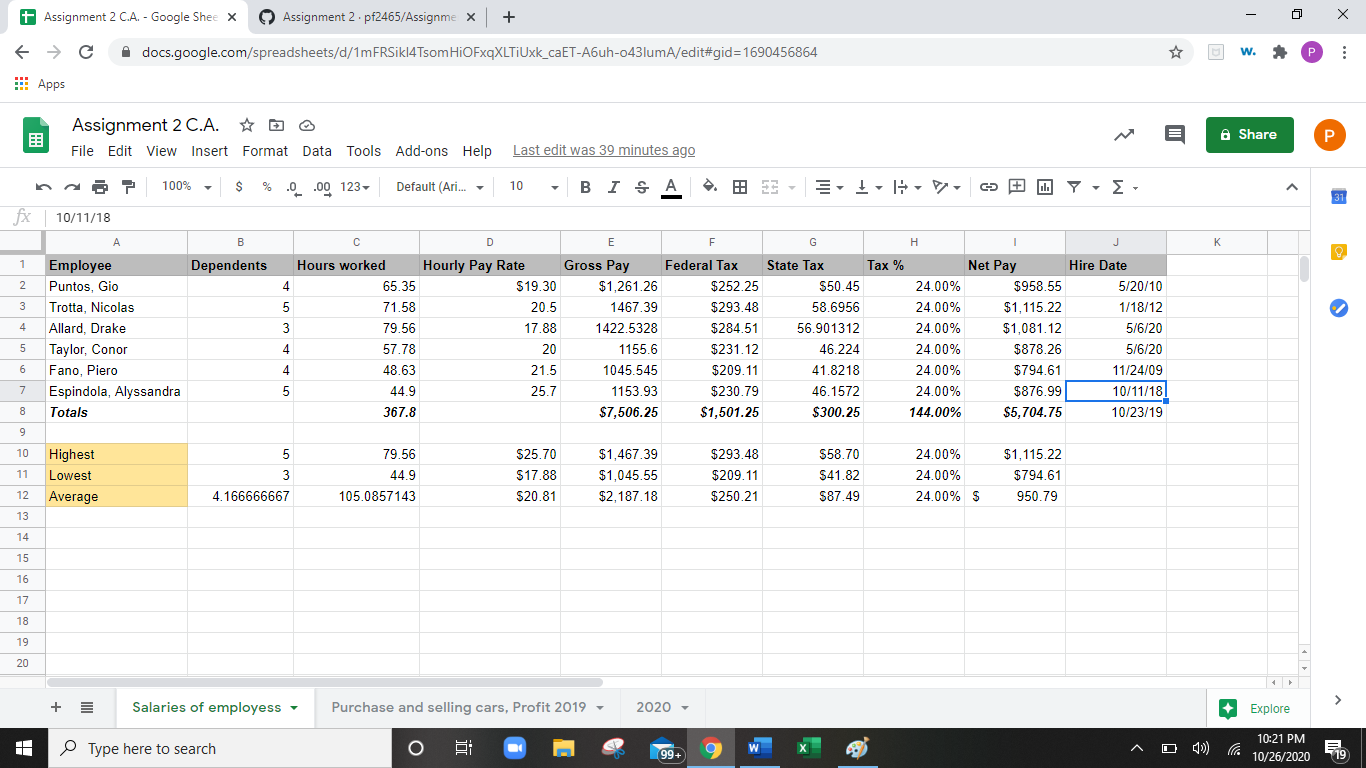 Assignment 2 C.A. - Google Shee
Assignment 2 · pf2465/Assignme
docs.google.com/spreadsheets/d/1mFRSikI4TsomHiOFxqXLTiUxk_caET-A6uh-o43IumA/edit#gid=1690456864
w.
P
Apps
Assignment 2 C.A.
Share
P
File Edit View Insert Format Data Tools Add-ons Help Last edit was 39 minutes ago
100% $ % .0 .00 123 Default (Ari... 10 B I S A Σ
31
fx 10/11/18
A B C D E F G H I J K
1 Employee Dependents Hours worked Hourly Pay Rate Gross Pay Federal Tax State Tax Tax % Net Pay Hire Date
2 Puntos, Gio 4 65.35 $19.30 $1,261.26 $252.25 $50.45 24.00% $958.55 5/20/10
3 Trotta, Nicolas 5 71.58 20.5 1467.39 $293.48 58.6956 24.00% $1,115.22 1/18/12
4 Allard, Drake 3 79.56 17.88 1422.5328 $284.51 56.901312 24.00% $1,081.12 5/6/20
5 Taylor, Conor 4 57.78 20 1155.6 $231.12 46.224 24.00% $878.26 5/6/20
6 Fano, Piero 4 48.63 21.5 1045.545 $209.11 41.8218 24.00% $794.61 11/24/09
7 Espindola, Alyssandra 5 44.9 25.7 1153.93 $230.79 46.1572 24.00% $876.99 10/11/18
8 Totals 367.8 $7,506.25 $1,501.25 $300.25 144.00% $5,704.75 10/23/19
9
10 Highest 5 79.56 $25.70 $1,467.39 $293.48 $58.70 24.00% $1,115.22
11 Lowest 3 44.9 $17.88 $1,045.55 $209.11 $41.82 24.00% $794.61
12 Average 4.166666667 105.0857143 $20.81 $2,187.18 $250.21 $87.49 24.00% $ 950.79
13
14
15
16
17
18
19
20
Salaries of employess Purchase and selling cars, Profit 2019 2020 Explore
Type here to search
99+
W
X
10:21 PM
10/26/2020
19